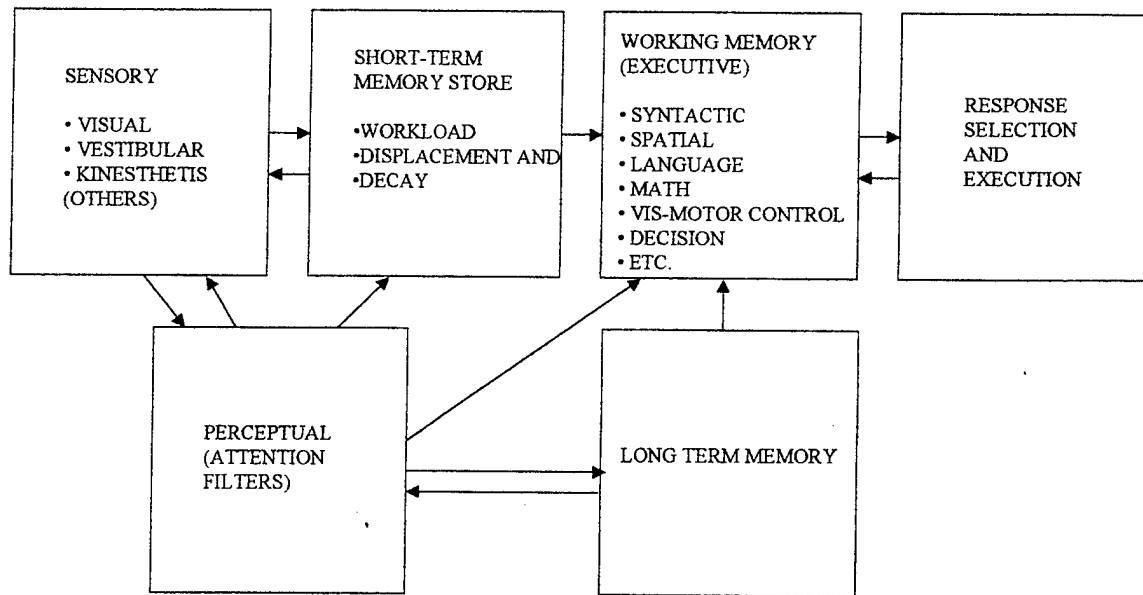 SENSORY
• VISUAL
• VESTIBULAR
• KINESTHETIS
(OTHERS)
SHORT-TERM
MEMORY STORE
•WORKLOAD
•DISPLACEMENT AND
•DECAY
WORKING MEMORY
(EXECUTIVE)
• SYNTACTIC
• SPATIAL
• LANGUAGE
• MATH
• VIS-MOTOR CONTROL
• DECISION
• ETC.
RESPONSE
SELECTION
AND
EXECUTION
PERCEPTUAL
(ATTENTION
FILTERS)
LONG TERM MEMORY